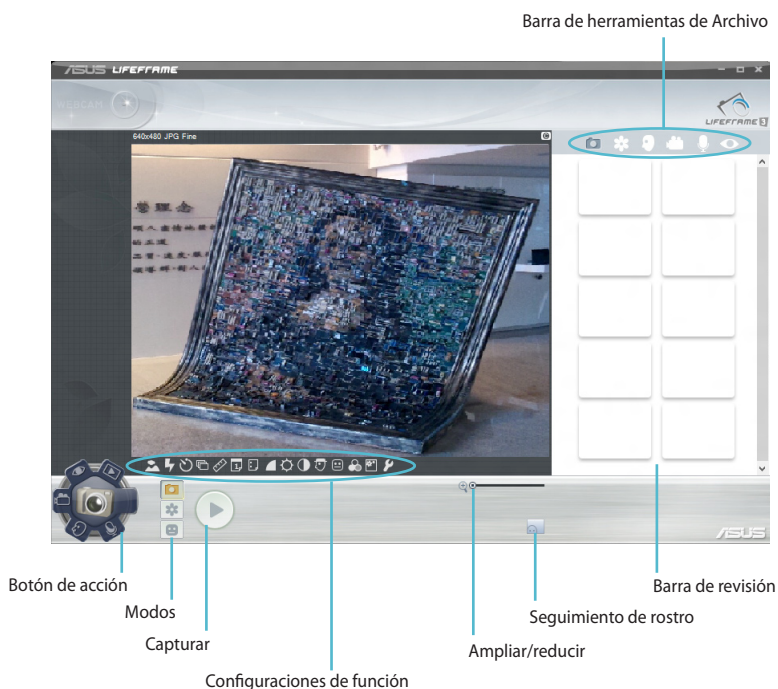 Barra de herramientas de Archivo
ASUS LIFEFRAME
WEBCAM
LIFEFRAME 3
640x480 JPG Fine
ASUS
Botón de acción
Modos
Capturar
Configuraciones de función
Ampliar/reducir
Seguimiento de rostro
Barra de revisión